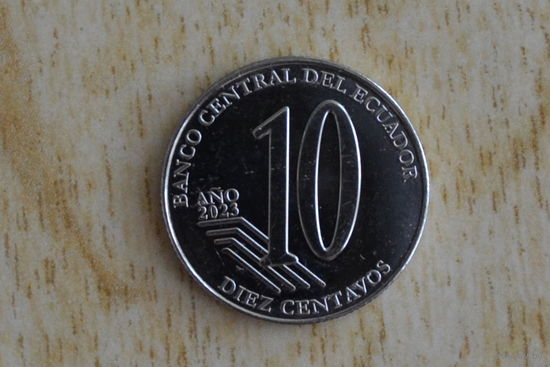 BANCO CENTRAL DEL ECUADOR
10
AÑO
2023
DIEZ CENTAVOS